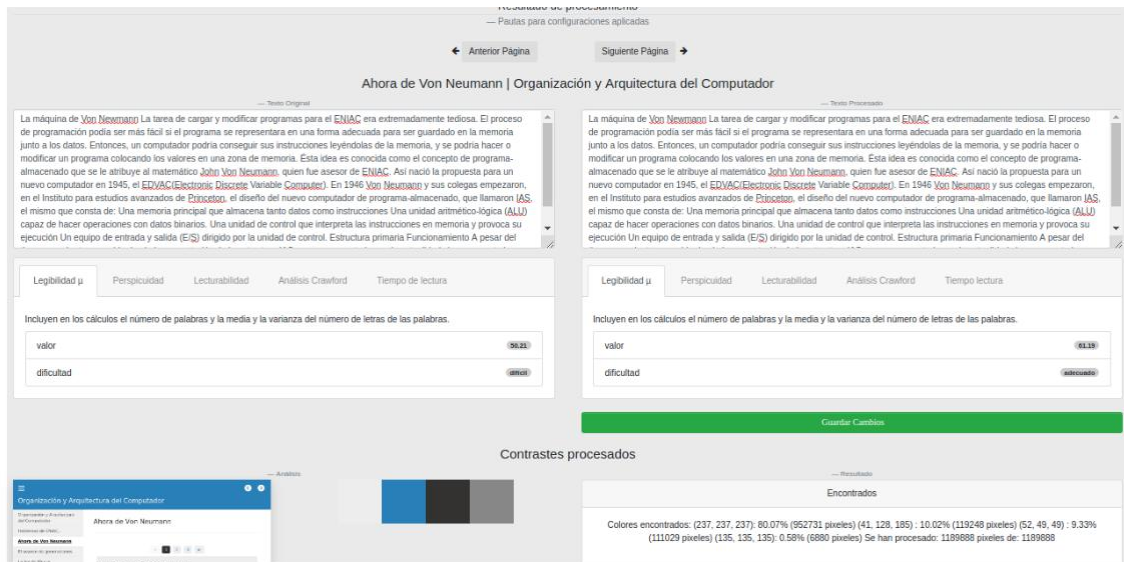 Resultado de procesamiento
— Pautas para configuraciones aplicadas
Anterior Página
Siguiente Página
Ahora de Von Neumann | Organización y Arquitectura del Computador
— Texto Original
La máquina de Von Newmann La tarea de cargar y modificar programas para el ENIAC era extremadamente tediosa. El proceso
de programación podía ser más fácil si el programa se representara en una forma adecuada para ser guardado en la memoria
junto a los datos. Entonces, un computador podría conseguir sus instrucciones leyéndolas de la memoria, y se podría hacer o
modificar un programa colocando los valores en una zona de memoria. Ésta idea es conocida como el concepto de programa-
almacenado que se le atribuye al matemático John Von Neumann, quien fue asesor de ENIAC. Así nació la propuesta para un
nuevo computador en 1945, el EDVAC(Electronic Discrete Variable Computer). En 1946 Von Neumann y sus colegas empezaron,
en el Instituto para estudios avanzados de Princeton, el diseño del nuevo computador de programa-almacenado, que llamaron IAS,
el mismo que consta de: Una memoria principal que almacena tanto datos como instrucciones Una unidad aritmético-lógica (ALU)
capaz de hacer operaciones con datos binarios. Una unidad de control que interpreta las instrucciones en memoria y provoca su
ejecución Un equipo de entrada y salida (E/S) dirigido por la unidad de control. Estructura primaria Funcionamiento A pesar del
— Texto Procesado
La máquina de Von Newmann La tarea de cargar y modificar programas para el ENIAC era extremadamente tediosa. El proceso
de programación podía ser más fácil si el programa se representara en una forma adecuada para ser guardado en la memoria
junto a los datos. Entonces, un computador podría conseguir sus instrucciones leyéndolas de la memoria, y se podría hacer o
modificar un programa colocando los valores en una zona de memoria. Ésta idea es conocida como el concepto de programa-
almacenado que se le atribuye al matemático John Von Neumann, quien fue asesor de ENIAC. Así nació la propuesta para un
nuevo computador en 1945, el EDVAC(Electronic Discrete Variable Computer). En 1946 Von Neumann y sus colegas empezaron,
en el Instituto para estudios avanzados de Princeton, el diseño del nuevo computador de programa-almacenado, que llamaron IAS,
el mismo que consta de: Una memoria principal que almacena tanto datos como instrucciones Una unidad aritmético-lógica (ALU)
capaz de hacer operaciones con datos binarios. Una unidad de control que interpreta las instrucciones en memoria y provoca su
ejecución Un equipo de entrada y salida (E/S) dirigido por la unidad de control. Estructura primaria Funcionamiento A pesar del
Legibilidad µ Perspicuidad Lecturabilidad Análisis Crawford Tiempo de lectura
Incluyen en los cálculos el número de palabras y la media y la varianza del número de letras de las palabras.
valor 50.21
dificultad difícil
Legibilidad µ Perspicuidad Lecturabilidad Análisis Crawford Tiempo lectura
Incluyen en los cálculos el número de palabras y la media y la varianza del número de letras de las palabras.
valor 61.19
dificultad adecuado
Guardar Cambios
Contrastes procesados
— Análisis
Organización y Arquitectura del Computador
Organización y Arquitectura
del Computador
Ahora de Von Neumann
Ahora de Von Neumann
— Resultado
Encontrados
Colores encontrados: (237, 237, 237): 80.07% (952731 pixeles) (41, 128, 185) : 10.02% (119248 pixeles) (52, 49, 49) : 9.33%
(111029 pixeles) (135, 135, 135): 0.58% (6880 pixeles) Se han procesado: 1189888 pixeles de: 1189888